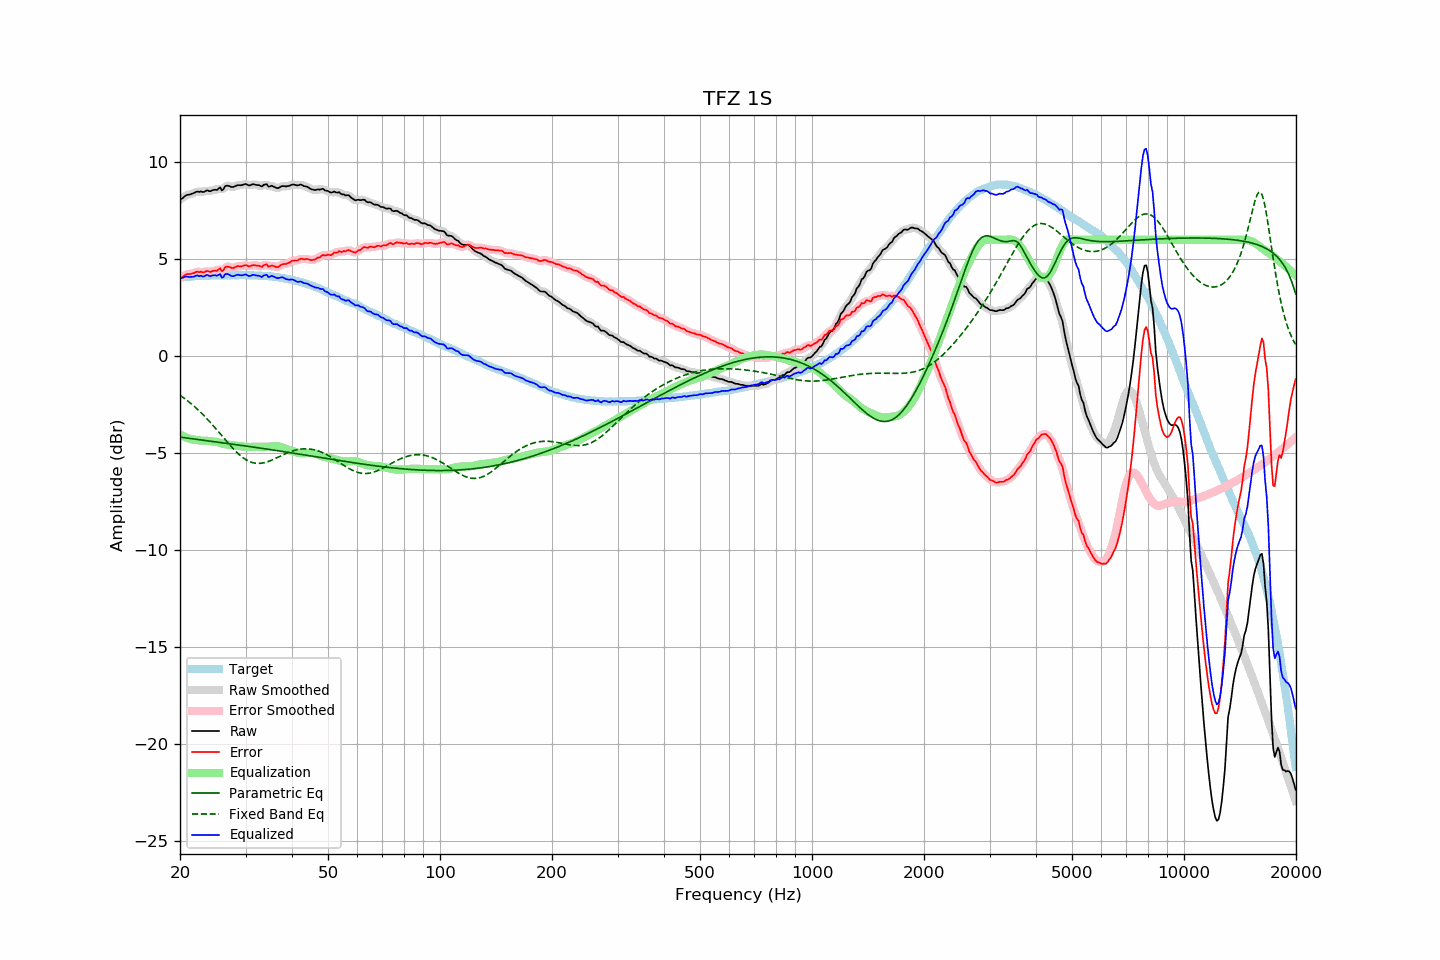 TFZ 1S
Amplitude (dBr)
10
5
0
−5
−10
−15
−20
−25
Target
Raw Smoothed
Error Smoothed
Raw
Error
Equalization
Parametric Eq
Fixed Band Eq
Equalized
20 50 100 200 500 1000 2000 5000 10000 20000
Frequency (Hz)